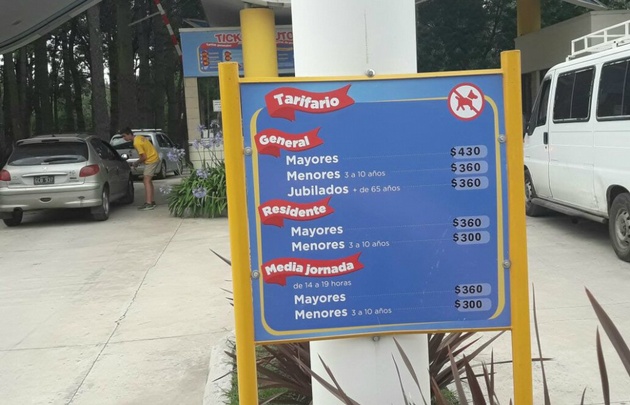 TICK
Tarifario
General
Mayores $430
Menores 3 a 10 años $360
Jubilados + de 65 años $360
Residente
Mayores $360
Menores 3 a 10 años $300
Media jornada
de 14 a 19 horas
Mayores $360
Menores 3 a 10 años $300